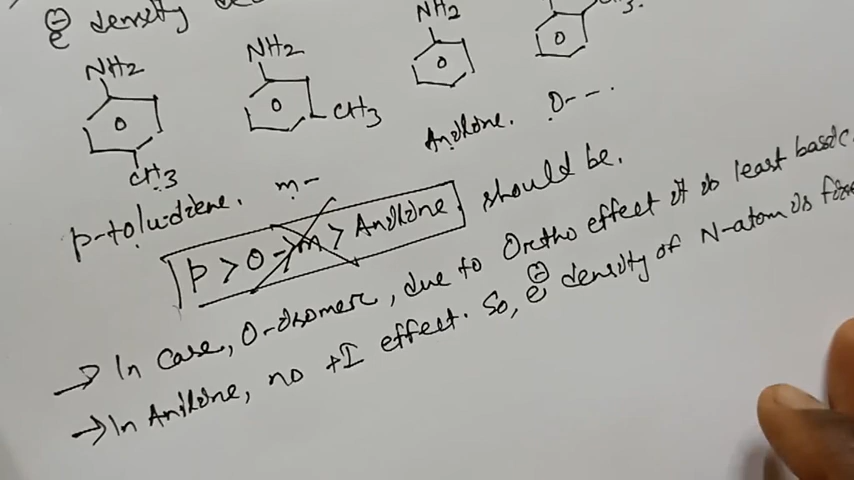 e density
NH2 NH2 NH2
CH3 CH3
p-toluidiene. m- Aniline. O---.
p > O- > m > Aniline should be.
→ In Case, O-isomer, due to Ortho effect it is least basic.
→ In Aniline, no +I effect. So, e density of N-atom is